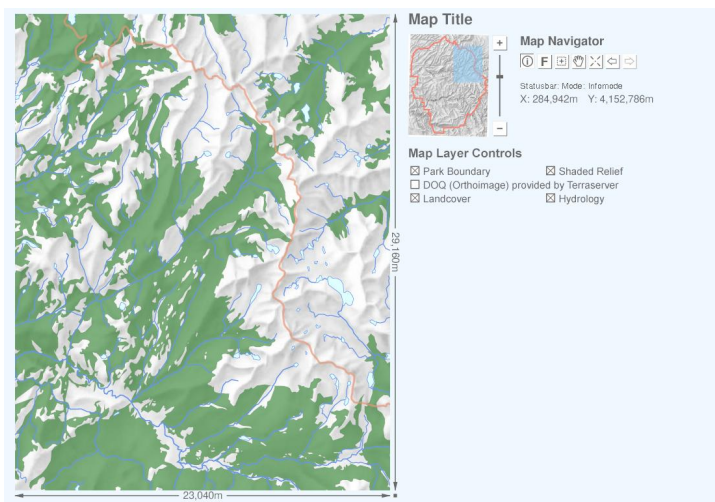 Map Title
+
Map Navigator
F
Statusbar: Mode: Infomode
X: 284,942m Y: 4,152,786m
−
Map Layer Controls
Park Boundary
Shaded Relief
DOQ (Orthoimage) provided by Terraserver
Landcover
Hydrology
29,160m
23,040m